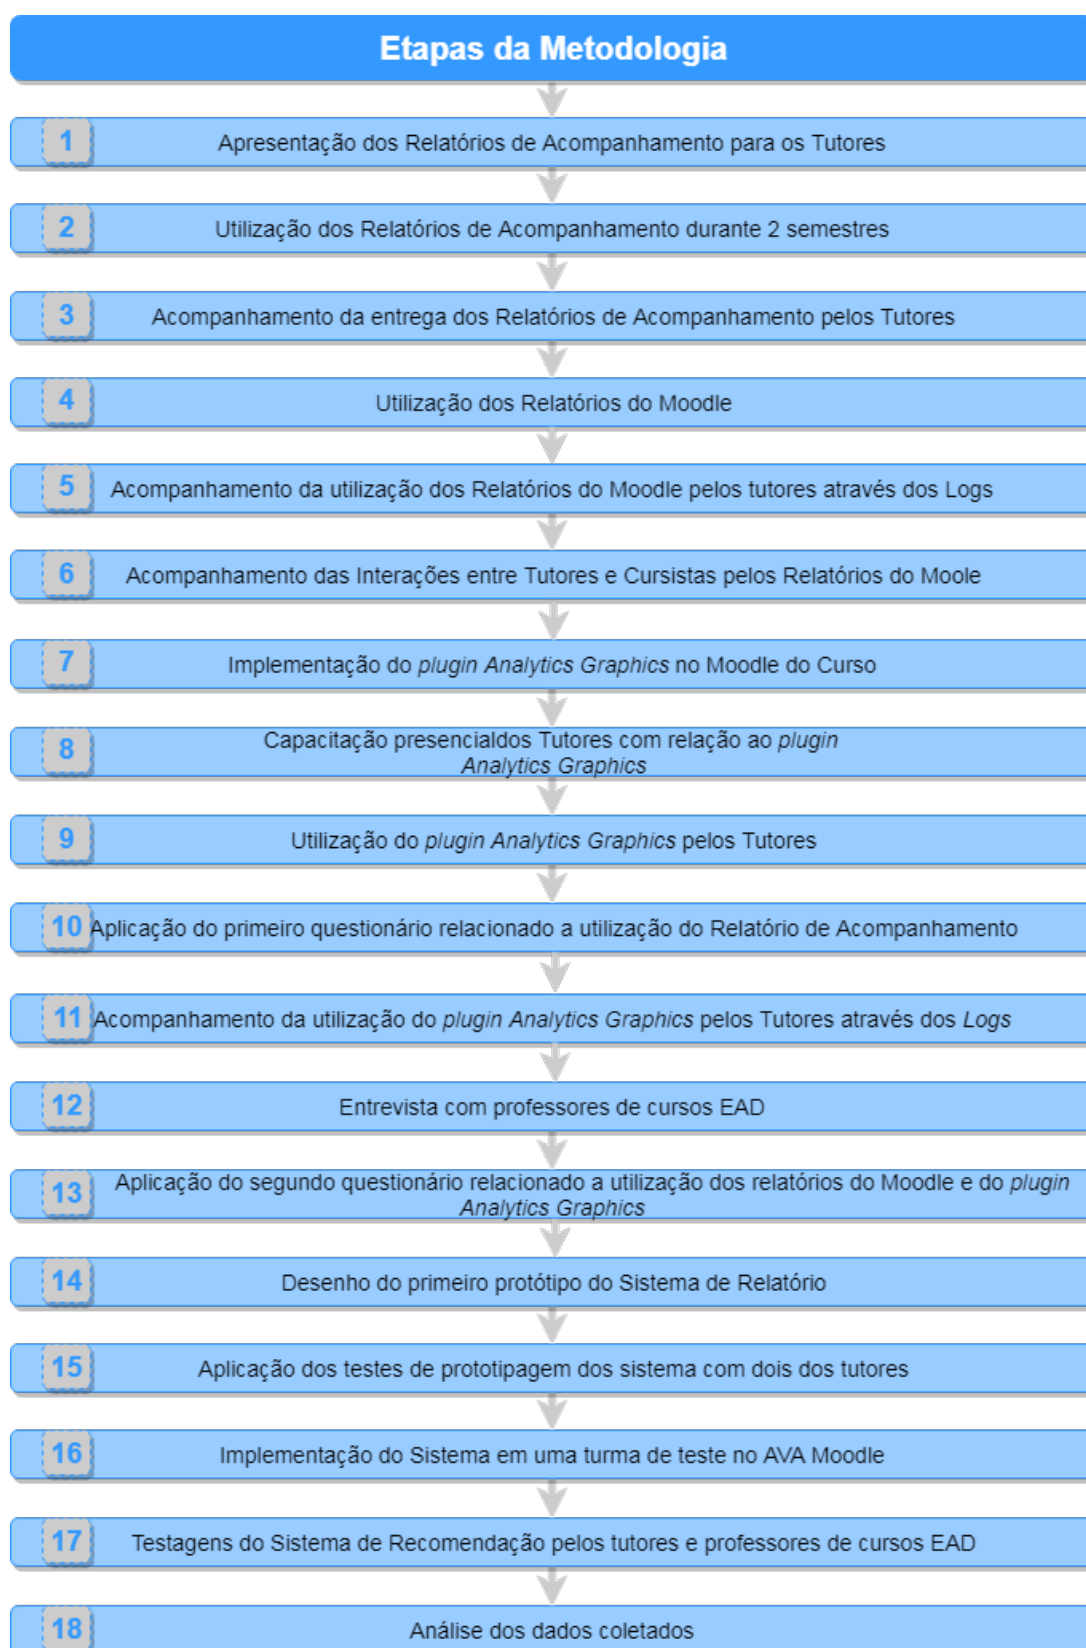 Etapas da Metodologia
1 Apresentação dos Relatórios de Acompanhamento para os Tutores
2 Utilização dos Relatórios de Acompanhamento durante 2 semestres
3 Acompanhamento da entrega dos Relatórios de Acompanhamento pelos Tutores
4 Utilização dos Relatórios do Moodle
5 Acompanhamento da utilização dos Relatórios do Moodle pelos tutores através dos Logs
6 Acompanhamento das Interações entre Tutores e Cursistas pelos Relatórios do Moole
7 Implementação do plugin Analytics Graphics no Moodle do Curso
8 Capacitação presencialdos Tutores com relação ao plugin
Analytics Graphics
9 Utilização do plugin Analytics Graphics pelos Tutores
10 Aplicação do primeiro questionário relacionado a utilização do Relatório de Acompanhamento
11 Acompanhamento da utilização do plugin Analytics Graphics pelos Tutores através dos Logs
12 Entrevista com professores de cursos EAD
13 Aplicação do segundo questionário relacionado a utilização dos relatórios do Moodle e do plugin
Analytics Graphics
14 Desenho do primeiro protótipo do Sistema de Relatório
15 Aplicação dos testes de prototipagem dos sistema com dois dos tutores
16 Implementação do Sistema em uma turma de teste no AVA Moodle
17 Testagens do Sistema de Recomendação pelos tutores e professores de cursos EAD
18 Análise dos dados coletados